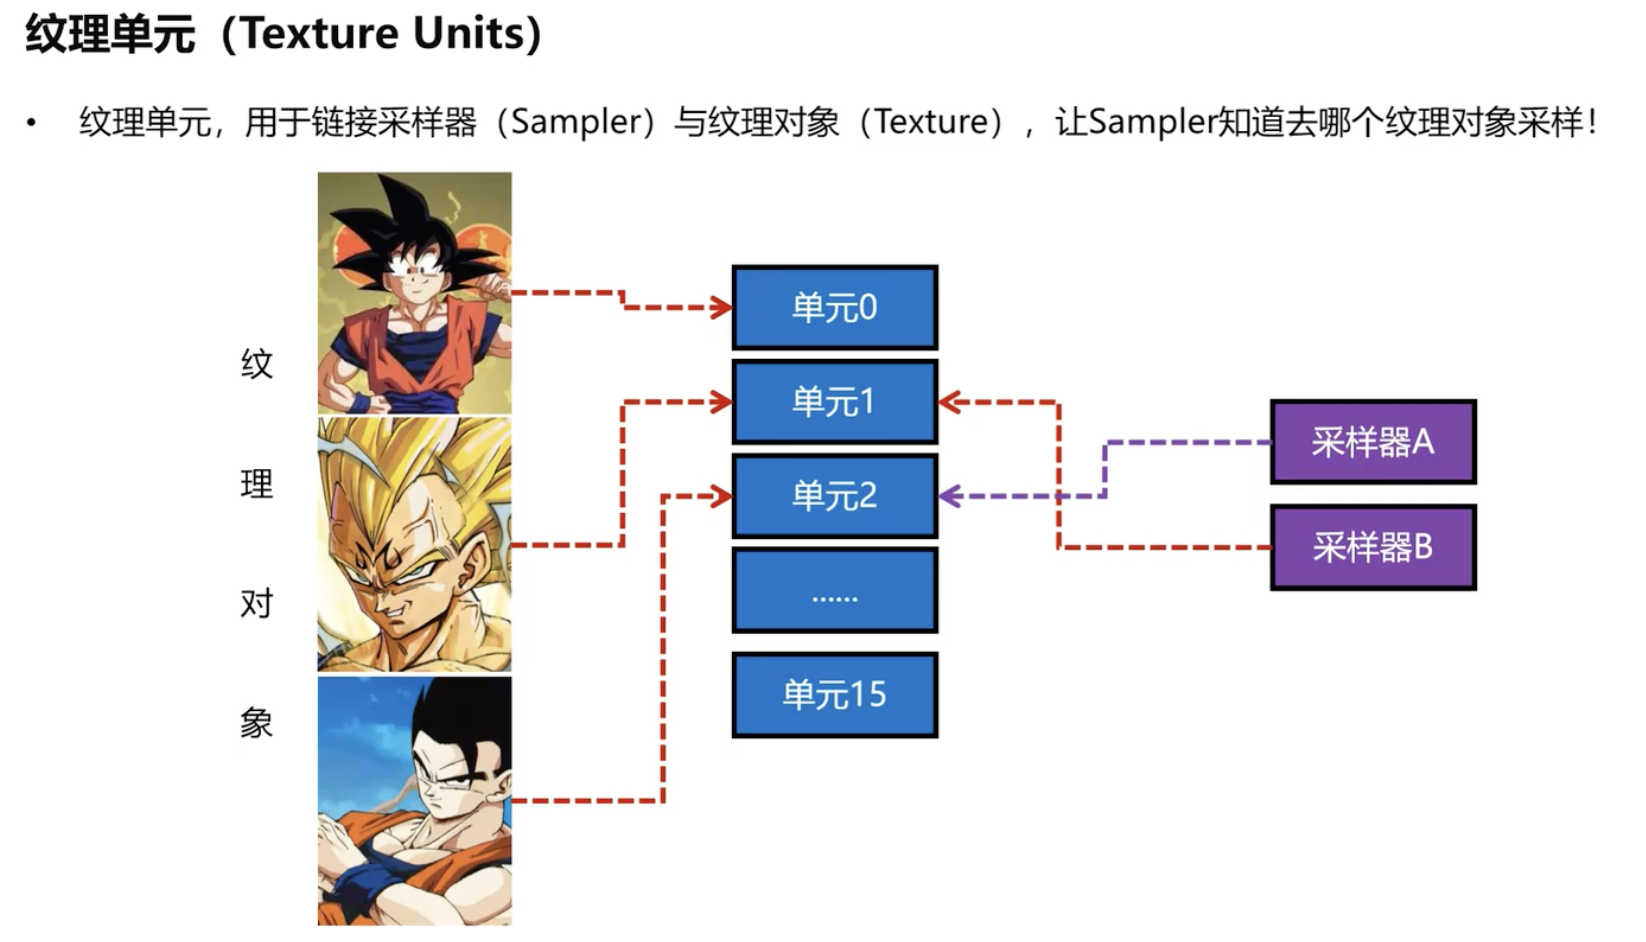 纹理单元（Texture Units）
• 纹理单元，用于链接采样器（Sampler）与纹理对象（Texture），让Sampler知道去哪个纹理对象采样！
纹
理
对
象
单元0
单元1
单元2
......
单元15
采样器A
采样器B